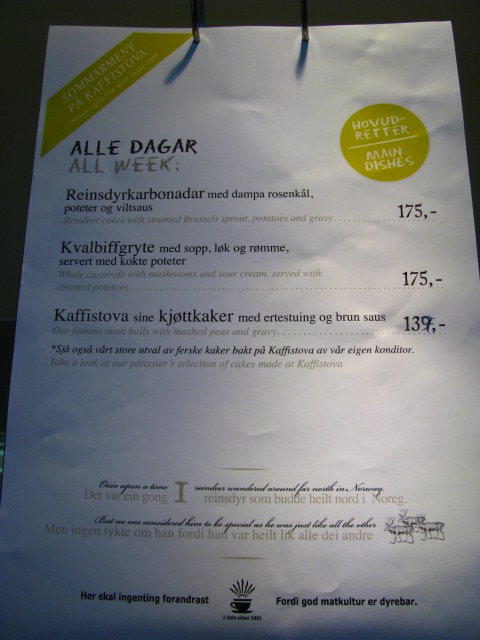 SOMMARMENY
PÅ KAFFISTOVA
HOVUD-
RETTER
MAIN
DISHES
ALLE DAGAR
ALL WEEK:
Reinsdyrkarbonadar med dampa rosenkål,
poteter og viltsaus
Reindeer cakes with steamed Brussels sprout, potatoes and gravy. 175,-
Kvalbiffgryte med sopp, løk og rømme,
servert med kokte poteter
Whale casserole with mushrooms and sour cream, served with
steamed potatoes 175,-
Kaffistova sine kjøttkaker med ertestuing og brun saus
Our famous meat balls with mashed peas and gravy. 139,-
*Sjå også vårt store utval av ferske kaker bakt på Kaffistova av vår eigen konditor.
Take a look at our pâtissier's selection of cakes made at Kaffistova
Once upon a time 1 reindeer wandered around far north in Norway.
Det var ein gong reinsdyr som budde heilt nord i Noreg.
But no one considered him to be special as he was just like all the other
Men ingen tykte om han fordi han var heilt lik alle dei andre
Her skal ingenting forandrast Fordi god matkultur er dyrebar.
I Oslo sidan 1901